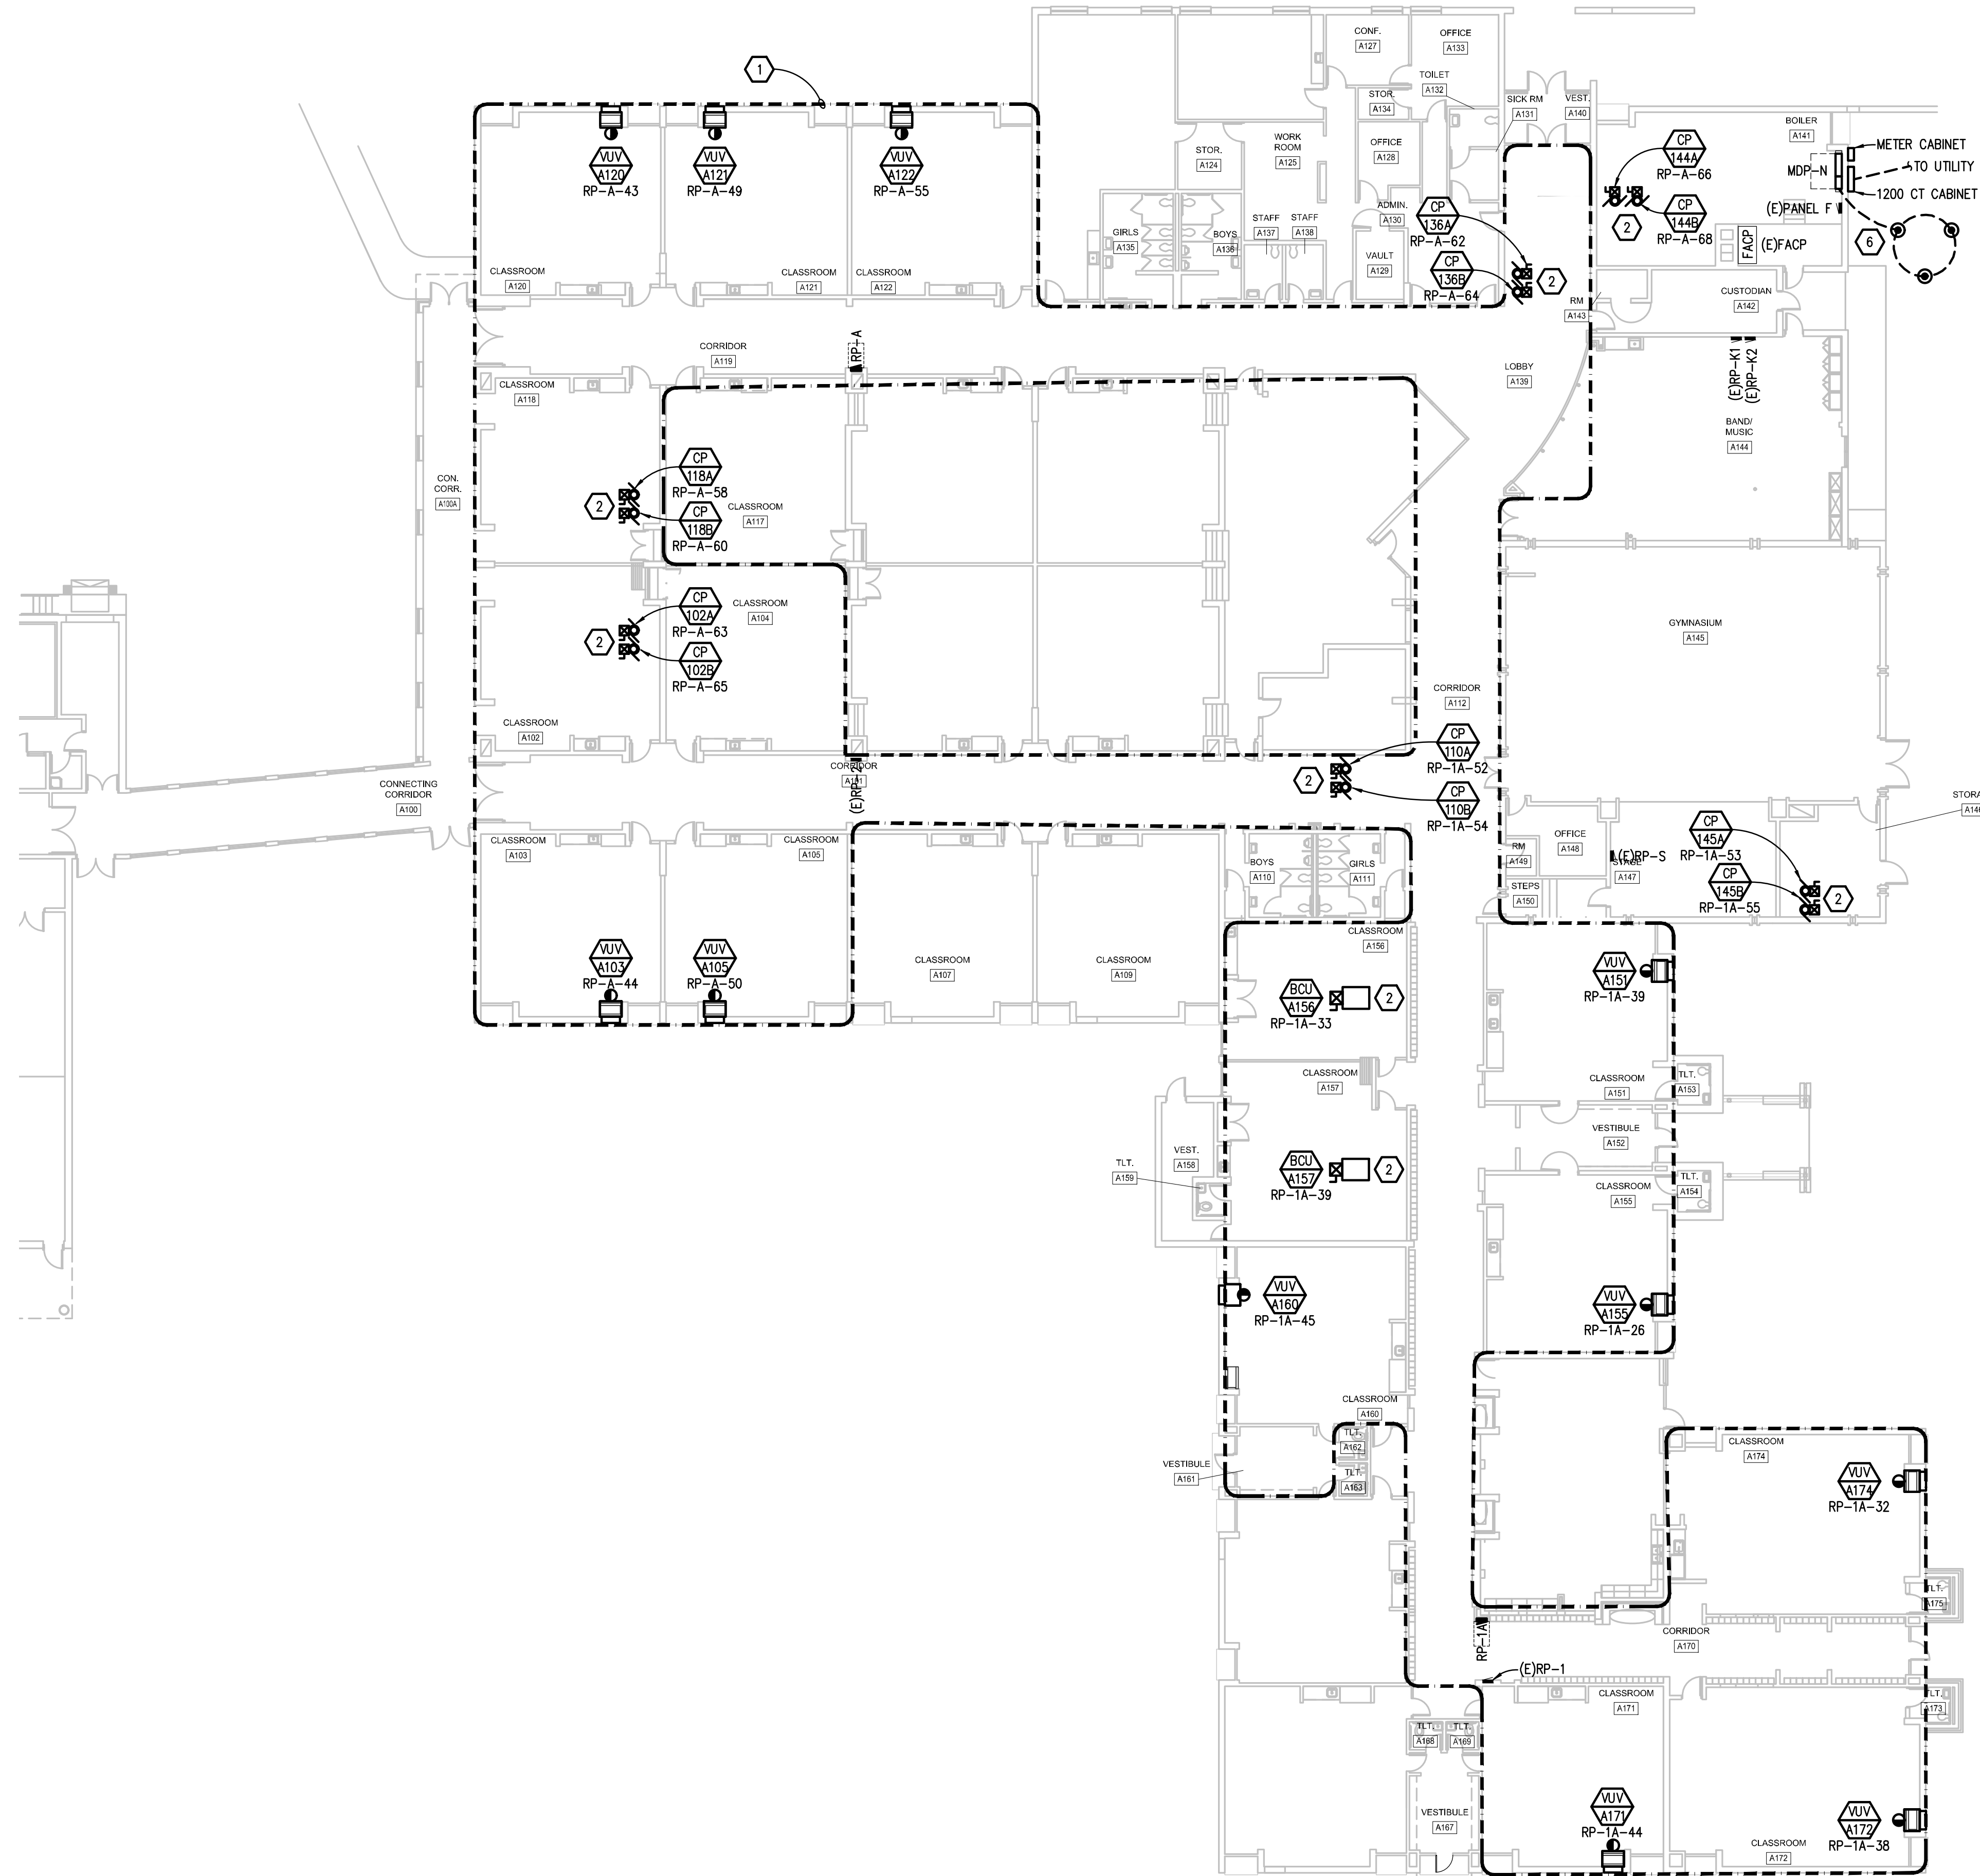 1
CONF.
A127
OFFICE
A133
TOILET
A132
STOR.
A134
SICK RM
A131
VEST.
A140
BOILER
A141
METER CABINET
TO UTILITY
MDP-N
1200 CT CABINET
(E)PANEL F
CP
144A
RP-A-66
CP
144B
RP-A-68
2
FACP
(E)FACP
6
VUV
A120
RP-A-43
VUV
A121
RP-A-49
VUV
A122
RP-A-55
STOR.
A124
WORK
ROOM
A125
OFFICE
A128
ADMIN.
A130
CP
136A
RP-A-62
CP
136B
RP-A-64
2
GIRLS
A135
BOYS
A136
STAFF
A137
STAFF
A138
VAULT
A129
CLASSROOM
A120
CLASSROOM
A121
CLASSROOM
A122
RM
A143
CUSTODIAN
A142
CORRIDOR
A119
RP-A
LOBBY
A139
(E)RP-K1
(E)RP-K2
CLASSROOM
A118
BAND/
MUSIC
A144
CON.
CORR.
A100A
CP
118A
RP-A-58
2
CP
118B
RP-A-60
CLASSROOM
A117
CP
102A
RP-A-63
2
CP
102B
RP-A-65
CLASSROOM
A104
GYMNASIUM
A145
CLASSROOM
A102
CORRIDOR
A112
CONNECTING
CORRIDOR
A100
CORRIDOR
A101
(E)RP-2
2
CP
110A
RP-1A-52
CP
110B
RP-1A-54
STORA
A146
CLASSROOM
A103
CLASSROOM
A105
BOYS
A110
GIRLS
A111
RM
A149
OFFICE
A148
(E)RP-S
STAGE
A147
CP
145A
RP-1A-53
CP
145B
RP-1A-55
2
STEPS
A150
VUV
A103
RP-A-44
VUV
A105
RP-A-50
CLASSROOM
A107
CLASSROOM
A109
CLASSROOM
A156
BCU
A156
RP-1A-33
2
VUV
A151
RP-1A-39
CLASSROOM
A157
CLASSROOM
A151
TLT.
A153
VESTIBULE
A152
VEST.
A158
TLT.
A159
BCU
A157
RP-1A-39
2
CLASSROOM
A155
TLT.
A154
VUV
A160
RP-1A-45
VUV
A155
RP-1A-26
CLASSROOM
A160
TLT.
A162
TLT.
A163
VESTIBULE
A161
CLASSROOM
A174
VUV
A174
RP-1A-32
TLT.
A175
RP-1A
CORRIDOR
A170
(E)RP-1
CLASSROOM
A171
TLT.
A173
TLT.
A168
TLT.
A169
VESTIBULE
A167
VUV
A171
RP-1A-44
VUV
A172
RP-1A-38
CLASSROOM
A172